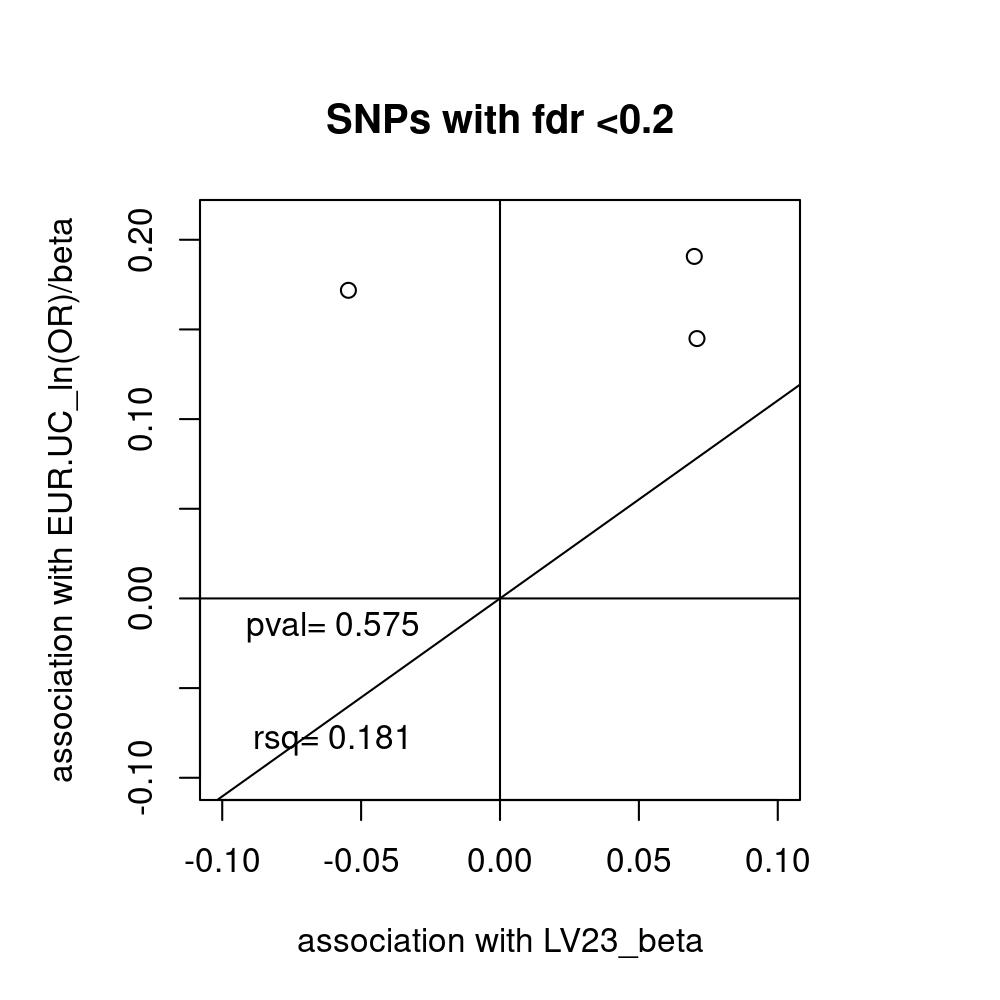 SNPs with fdr <0.2
association with EUR.UC_ln(OR)/beta
0.20
0.10
0.00
-0.10
pval= 0.575
rsq= 0.181
-0.10 -0.05 0.00 0.05 0.10
association with LV23_beta